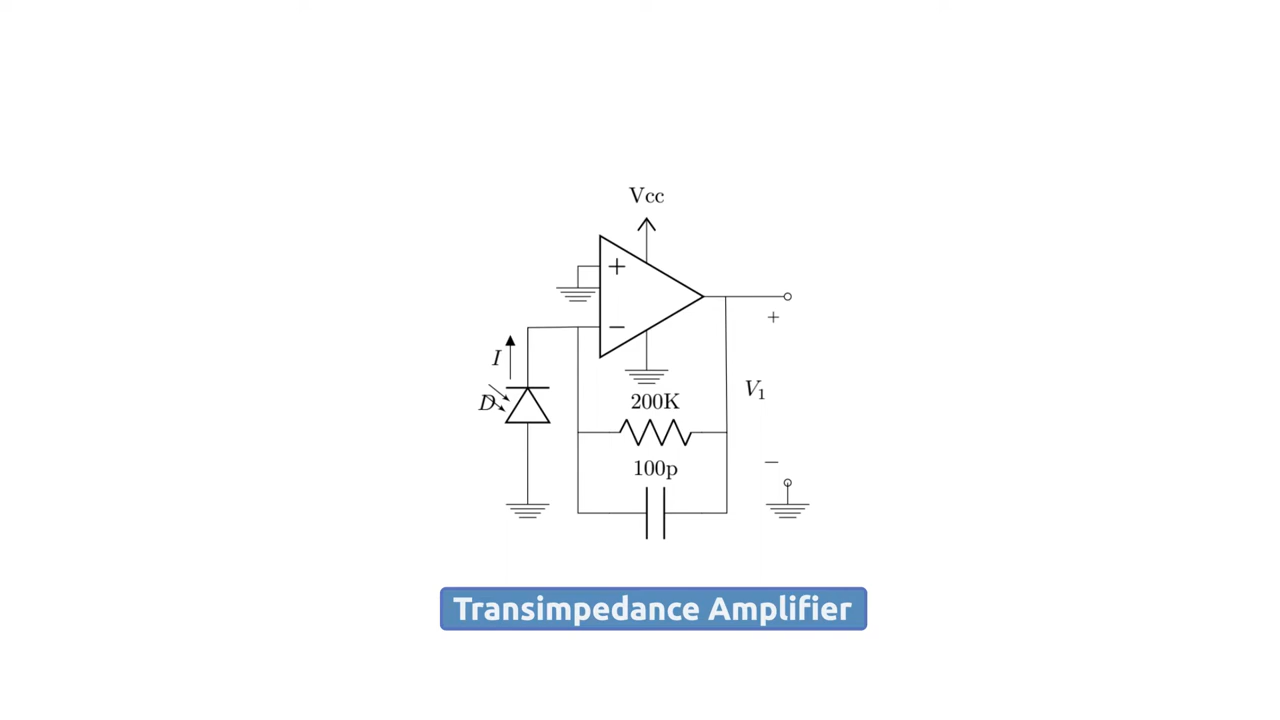 Vcc
+
−
I
+
D
200K
V₁
100p
−
Transimpedance Amplifier